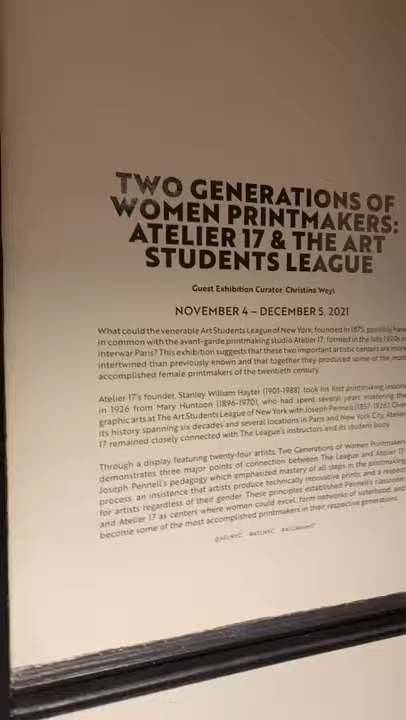 TWO GENERATIONS OF
WOMEN PRINTMAKERS:
ATELIER 17 & THE ART
STUDENTS LEAGUE
Guest Exhibition Curator Christina Weyl
NOVEMBER 4 – DECEMBER 5, 2021
What could the venerable Art Students League of New York, founded in 1875, possibly have
in common with the avant-garde printmaking studio Atelier 17, formed in the late 1920s in
interwar Paris? This exhibition suggests that these two important artistic centers are more
intertwined than previously known and that together they produced some of the most
accomplished female printmakers of the twentieth century.
Atelier 17's founder, Stanley William Hayter (1901-1988), took his first printmaking lessons
in 1926 from Mary Huntoon (1896-1970), who had spent several years mastering the
graphic arts at The Art Students League of New York with Joseph Pennell (1857-1926). Over
its history spanning six decades and several locations in Paris and New York City, Atelier
17 remained closely connected with The League's instructors and its student body.
Through a display featuring twenty-four artists, Two Generations of Women Printmakers
demonstrates three major points of connection between The League and Atelier 17:
Joseph Pennell's pedagogy which emphasized mastery of all steps in the printmaking
process, an insistence that artists produce technically innovative prints, and a respect
for artists regardless of their gender. These principles established Pennell's classroom
and Atelier 17 as centers where women could excel, form networks of sisterhood, and
become some of the most accomplished printmakers in their respective generations.
@ASLNYC #ASLNYC